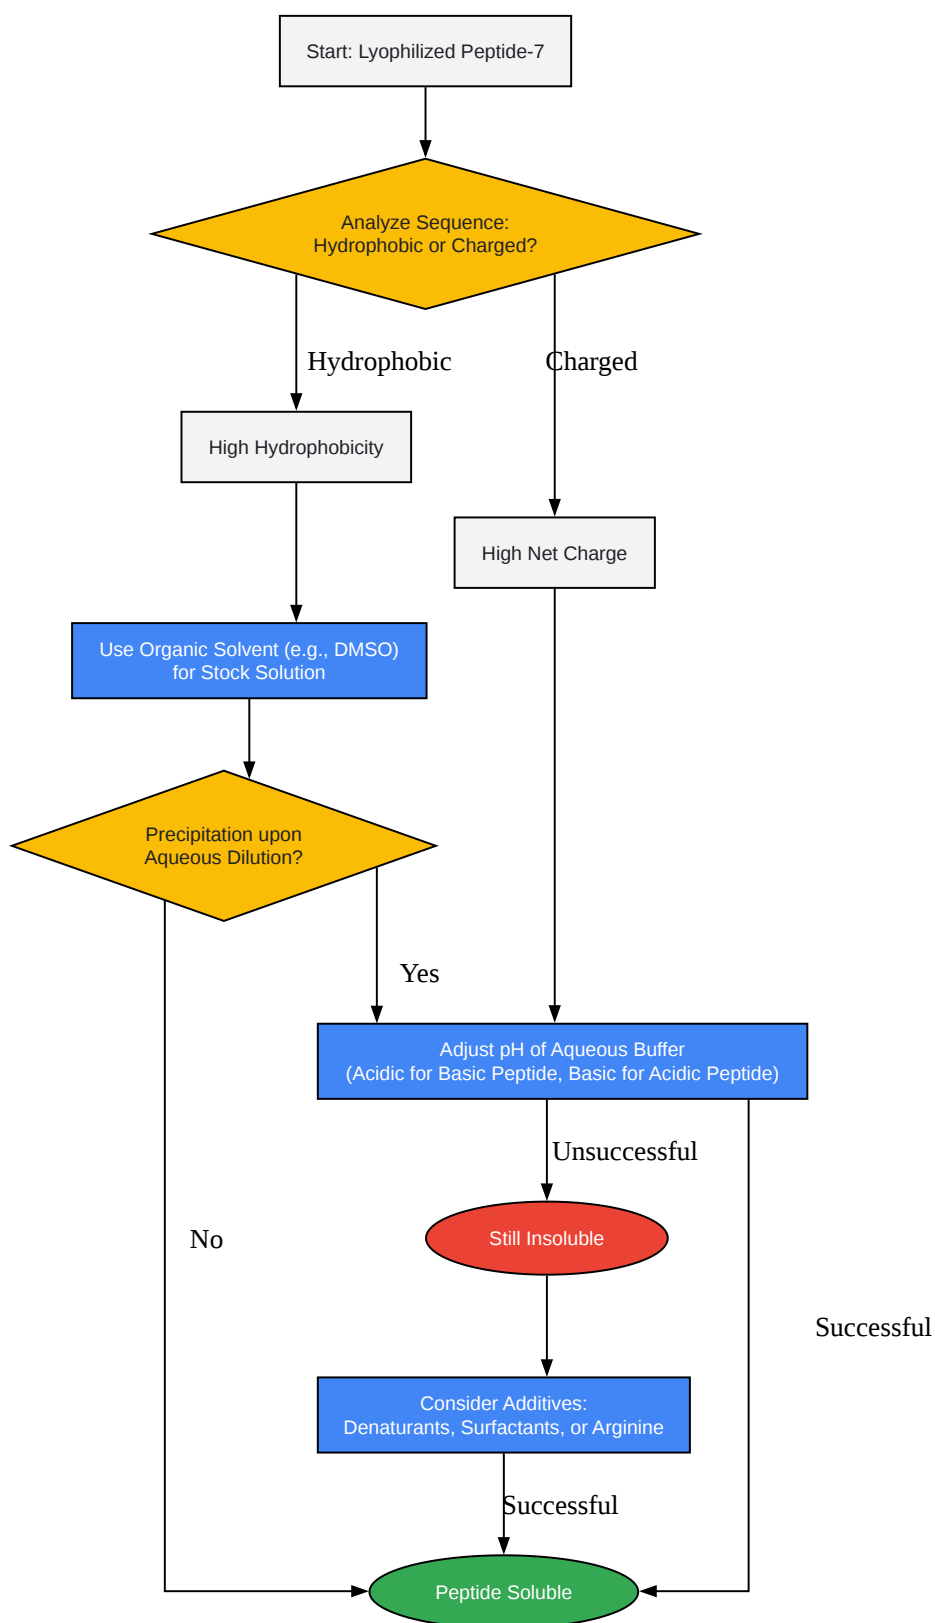 Start: Lyophilized Peptide-7
Analyze Sequence:
Hydrophobic or Charged?
Hydrophobic
Charged
High Hydrophobicity
High Net Charge
Use Organic Solvent (e.g., DMSO)
for Stock Solution
Precipitation upon
Aqueous Dilution?
Yes
Adjust pH of Aqueous Buffer
(Acidic for Basic Peptide, Basic for Acidic Peptide)
Unsuccessful
No
Still Insoluble
Successful
Consider Additives:
Denaturants, Surfactants, or Arginine
Successful
Peptide Soluble